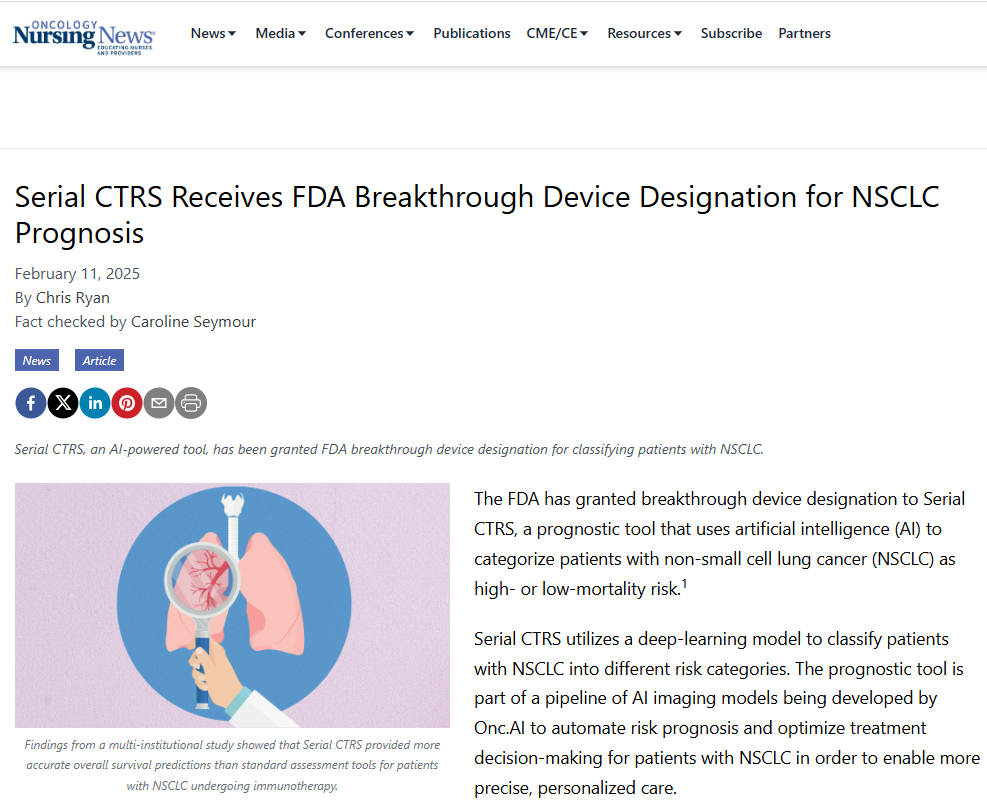 ONCOLOGY
Nursing News®
EDUCATING NURSES
AND PROVIDERS
News Media Conferences Publications CME/CE Resources Subscribe Partners
Serial CTRS Receives FDA Breakthrough Device Designation for NSCLC
Prognosis
February 11, 2025
By Chris Ryan
Fact checked by Caroline Seymour
News Article
Serial CTRS, an AI-powered tool, has been granted FDA breakthrough device designation for classifying patients with NSCLC.
Findings from a multi-institutional study showed that Serial CTRS provided more
accurate overall survival predictions than standard assessment tools for patients
with NSCLC undergoing immunotherapy.
The FDA has granted breakthrough device designation to Serial
CTRS, a prognostic tool that uses artificial intelligence (AI) to
categorize patients with non-small cell lung cancer (NSCLC) as
high- or low-mortality risk.1
Serial CTRS utilizes a deep-learning model to classify patients
with NSCLC into different risk categories. The prognostic tool is
part of a pipeline of AI imaging models being developed by
Onc.AI to automate risk prognosis and optimize treatment
decision-making for patients with NSCLC in order to enable more
precise, personalized care.